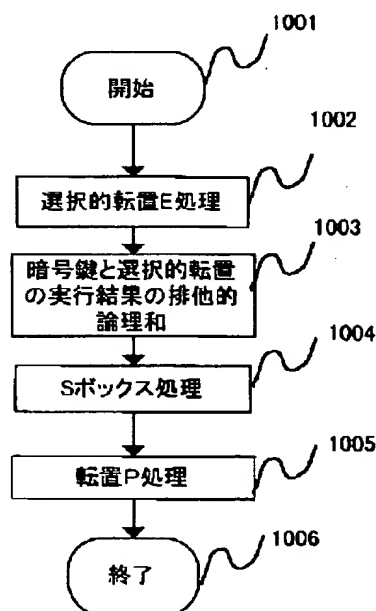 1001
開始
1002
選択的転置E処理
1003
暗号鍵と選択的転置
の実行結果の排他的
論理和
1004
Sボックス処理
1005
転置P処理
1006
終了